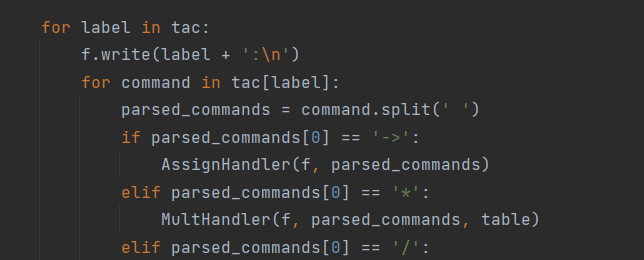 for label in tac:
    f.write(label + ':\n')
    for command in tac[label]:
        parsed_commands = command.split(' ')
        if parsed_commands[0] == '->':
            AssignHandler(f, parsed_commands)
        elif parsed_commands[0] == '*':
            MultHandler(f, parsed_commands, table)
        elif parsed_commands[0] == '/':